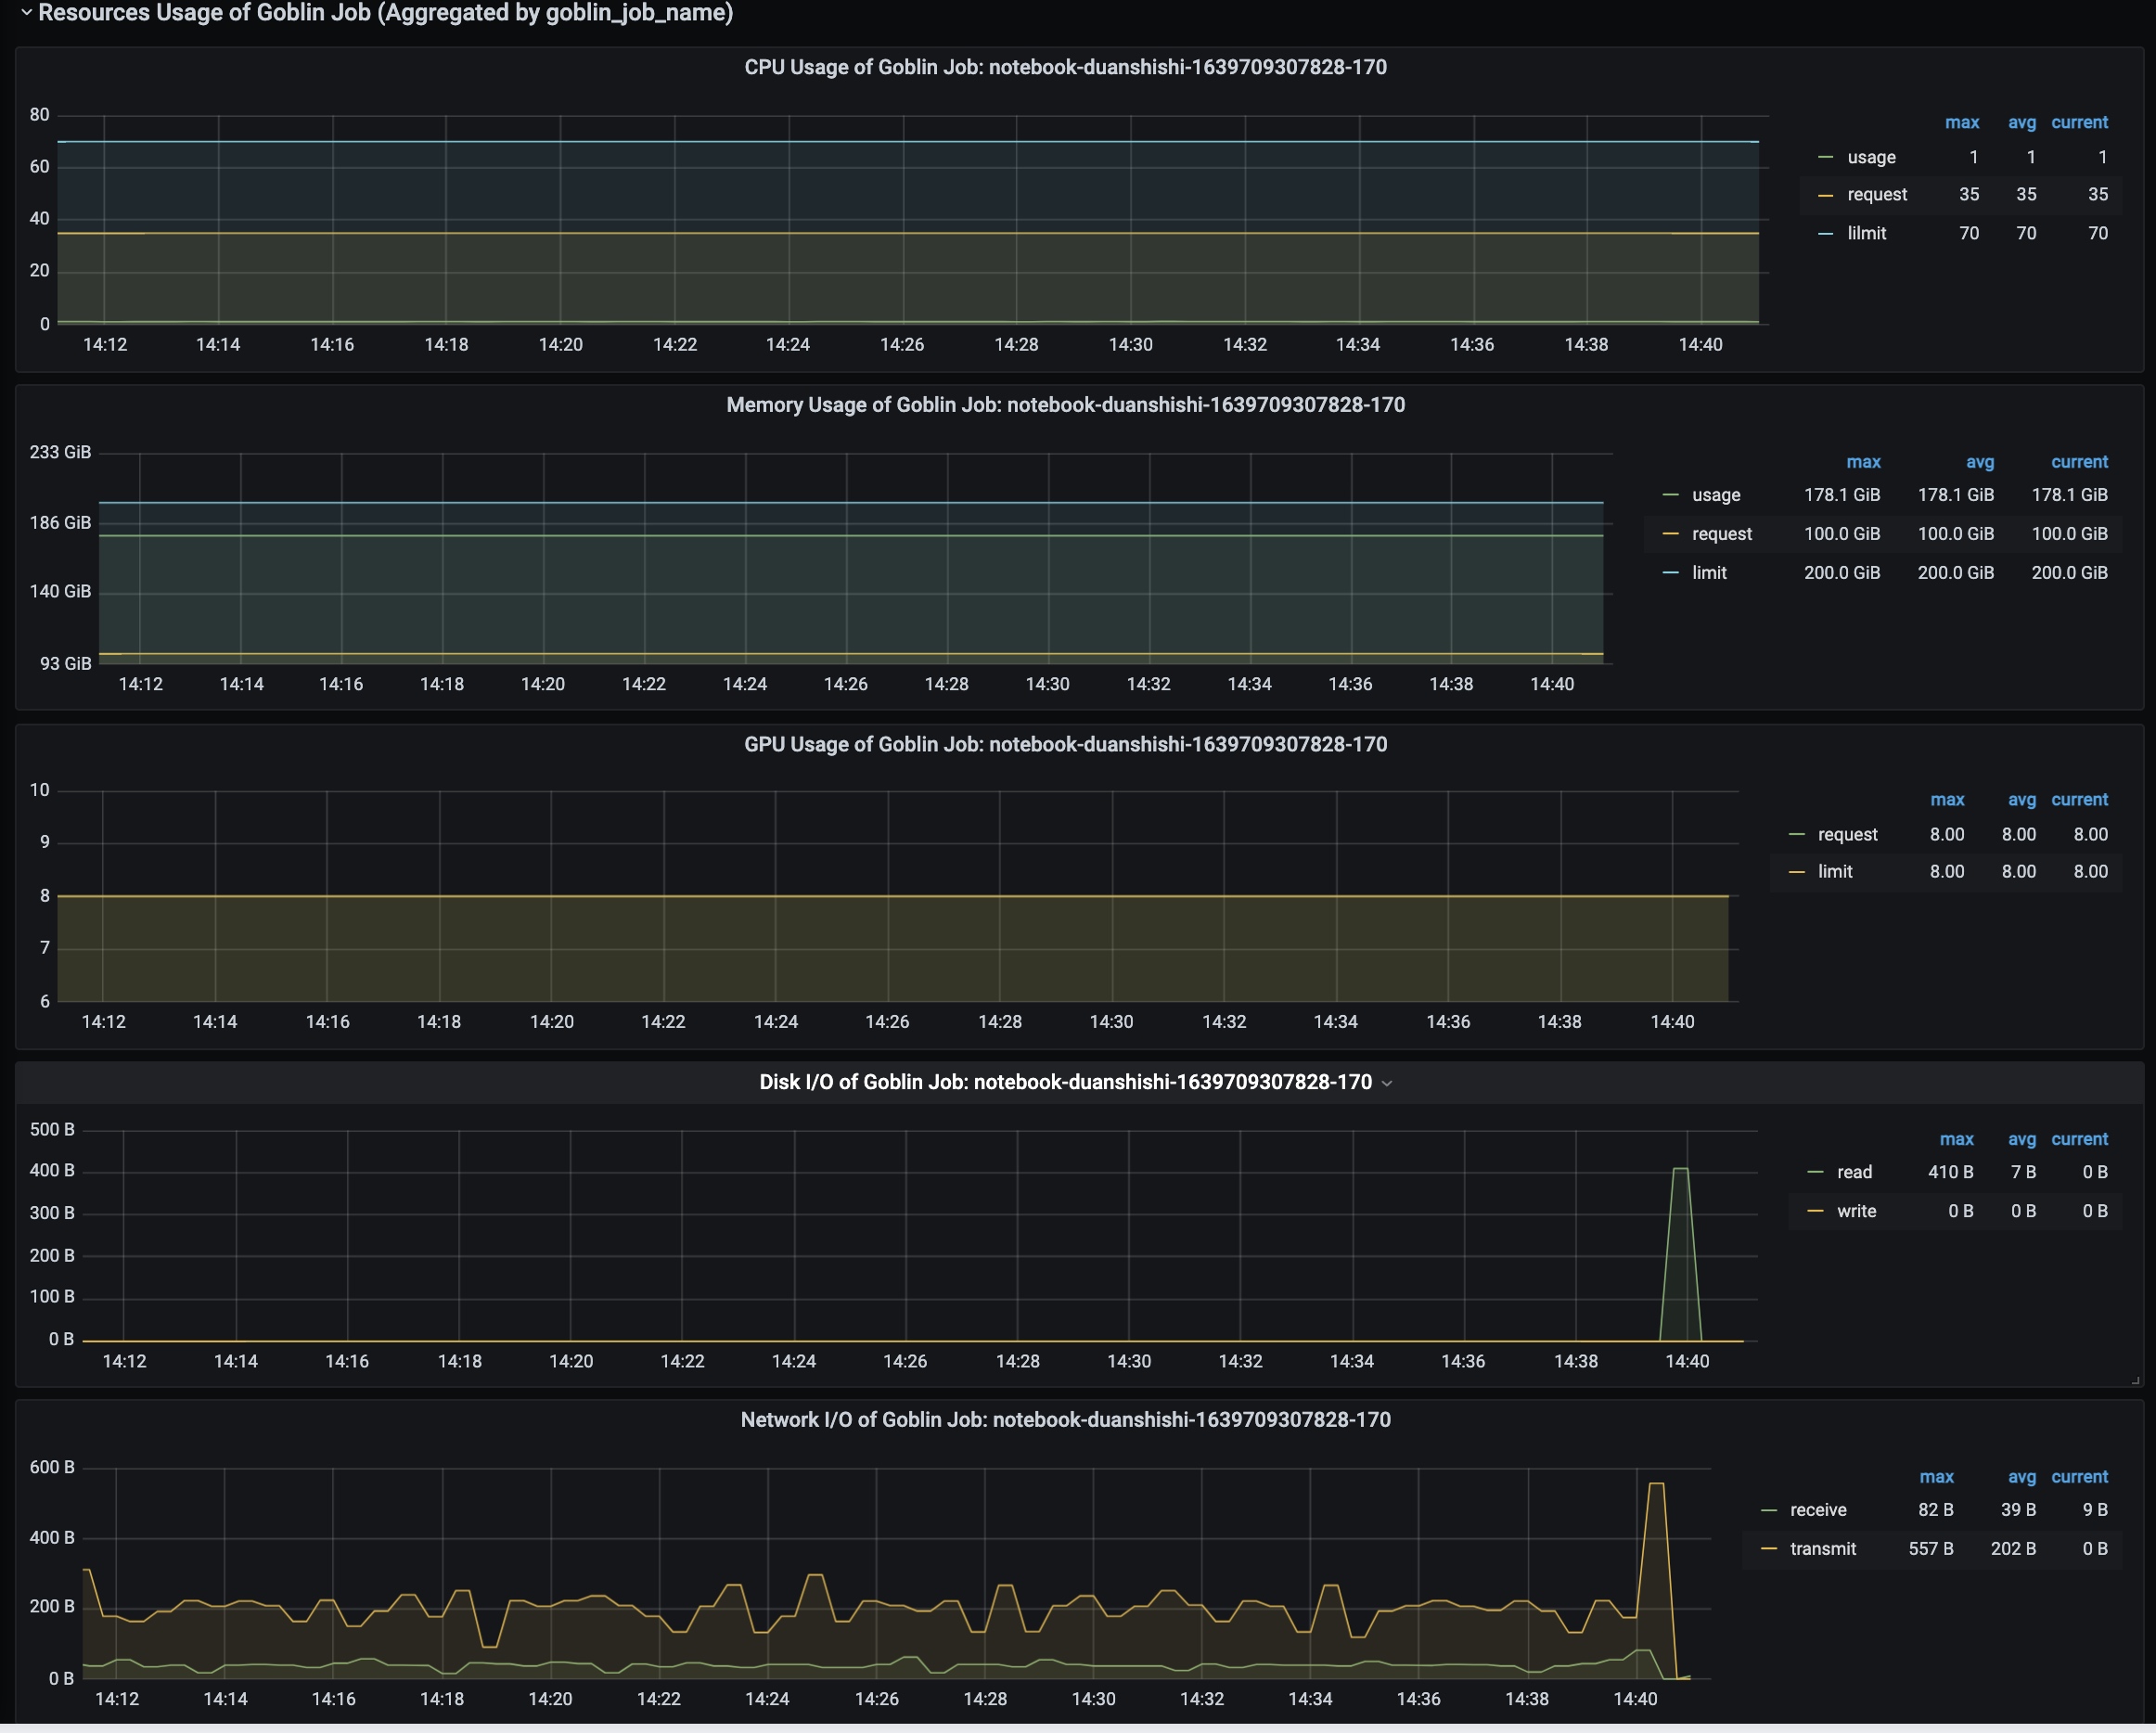 Resources Usage of Goblin Job (Aggregated by goblin_job_name)
CPU Usage of Goblin Job: notebook-duanshishi-1639709307828-170
80
60
40
20
0
14:12 14:14 14:16 14:18 14:20 14:22 14:24 14:26 14:28 14:30 14:32 14:34 14:36 14:38 14:40
max avg current
usage 1 1 1
request 35 35 35
lilmit 70 70 70
Memory Usage of Goblin Job: notebook-duanshishi-1639709307828-170
233 GiB
186 GiB
140 GiB
93 GiB
14:12 14:14 14:16 14:18 14:20 14:22 14:24 14:26 14:28 14:30 14:32 14:34 14:36 14:38 14:40
max avg current
usage 178.1 GiB 178.1 GiB 178.1 GiB
request 100.0 GiB 100.0 GiB 100.0 GiB
limit 200.0 GiB 200.0 GiB 200.0 GiB
GPU Usage of Goblin Job: notebook-duanshishi-1639709307828-170
10
9
8
7
6
14:12 14:14 14:16 14:18 14:20 14:22 14:24 14:26 14:28 14:30 14:32 14:34 14:36 14:38 14:40
max avg current
request 8.00 8.00 8.00
limit 8.00 8.00 8.00
Disk I/O of Goblin Job: notebook-duanshishi-1639709307828-170
500 B
400 B
300 B
200 B
100 B
0 B
14:12 14:14 14:16 14:18 14:20 14:22 14:24 14:26 14:28 14:30 14:32 14:34 14:36 14:38 14:40
max avg current
read 410 B 7 B 0 B
write 0 B 0 B 0 B
Network I/O of Goblin Job: notebook-duanshishi-1639709307828-170
600 B
400 B
200 B
0 B
14:12 14:14 14:16 14:18 14:20 14:22 14:24 14:26 14:28 14:30 14:32 14:34 14:36 14:38 14:40
max avg current
receive 82 B 39 B 9 B
transmit 557 B 202 B 0 B